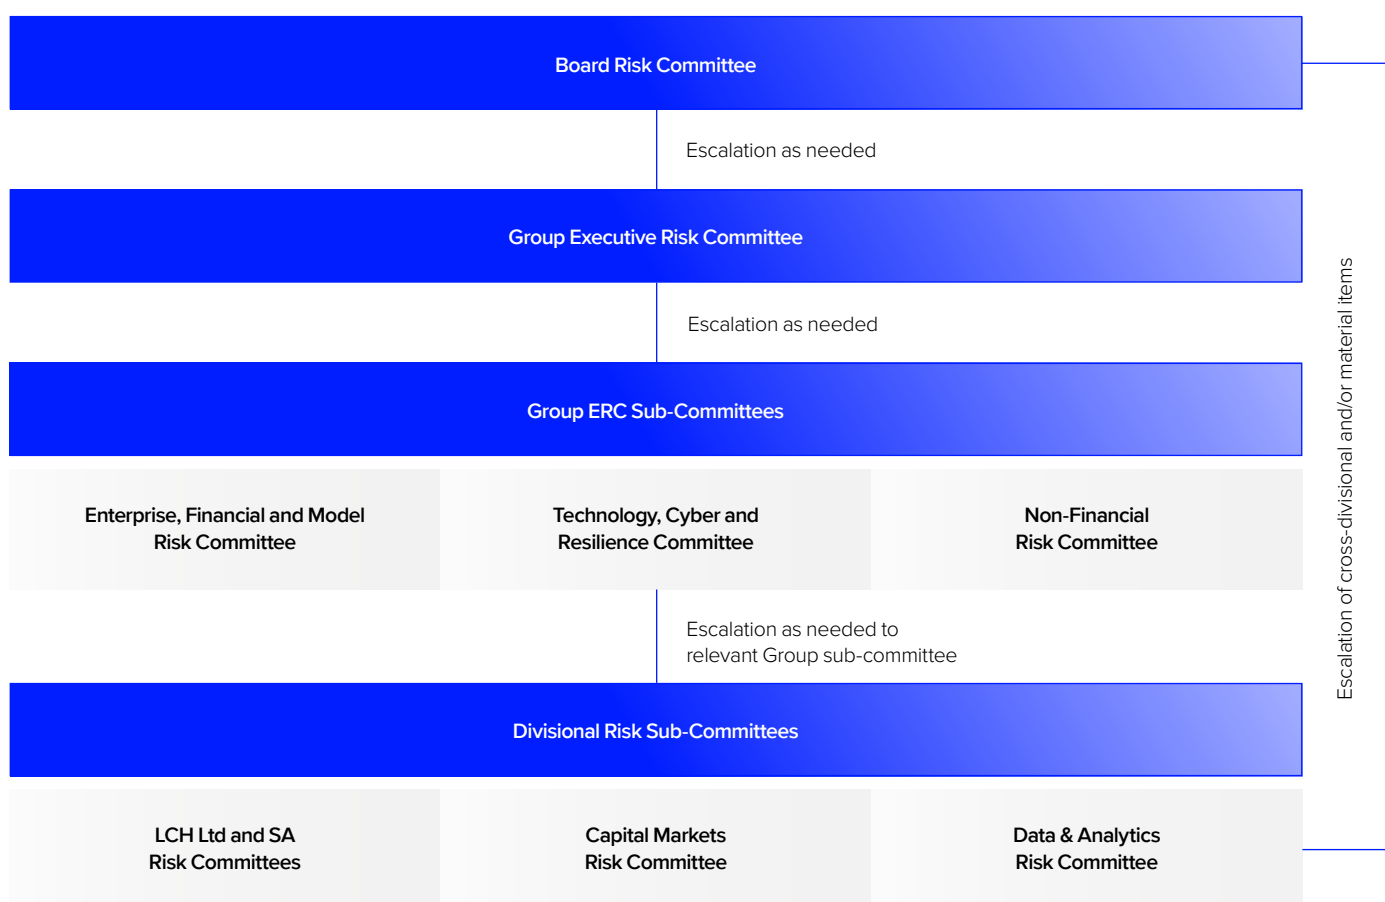 Board Risk Committee
Escalation as needed
Group Executive Risk Committee
Escalation as needed
Group ERC Sub-Committees
Enterprise, Financial and Model
Risk Committee
Technology, Cyber and
Resilience Committee
Non-Financial
Risk Committee
Escalation as needed to
relevant Group sub-committee
Divisional Risk Sub-Committees
LCH Ltd and SA
Risk Committees
Capital Markets
Risk Committee
Data & Analytics
Risk Committee
Escalation of cross-divisional and/or material items